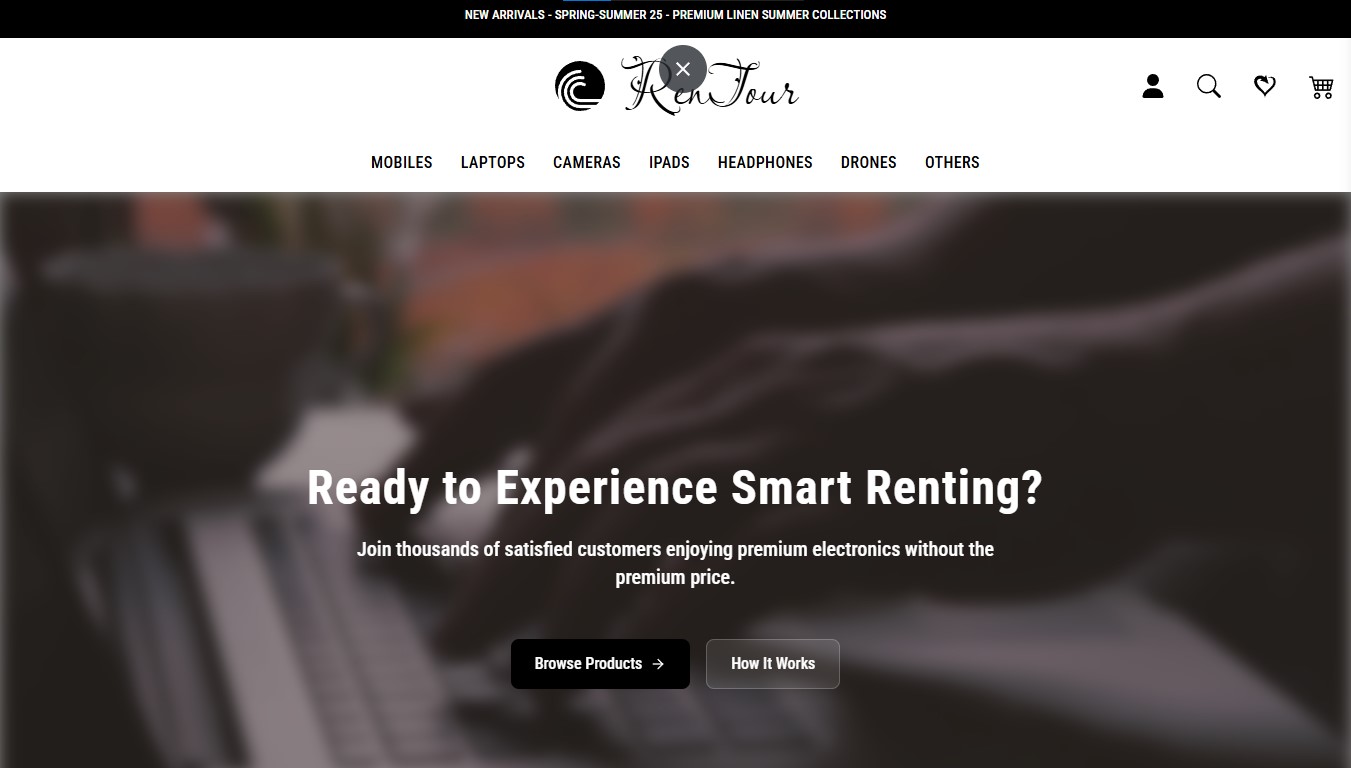 NEW ARRIVALS - SPRING-SUMMER 25 - PREMIUM LINEN SUMMER COLLECTIONS
RenTour
MOBILES LAPTOPS CAMERAS IPADS HEADPHONES DRONES OTHERS
Ready to Experience Smart Renting?
Join thousands of satisfied customers enjoying premium electronics without the
premium price.
Browse Products → How It Works